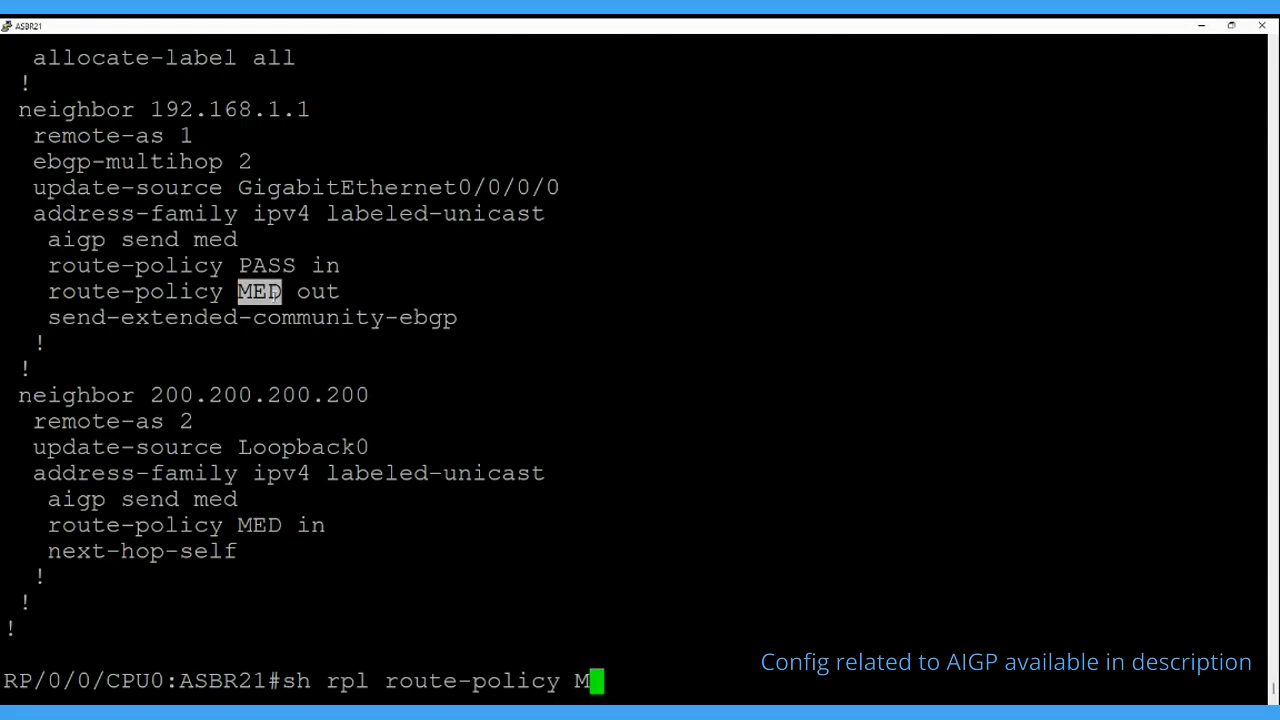 ASBR21
allocate-label all
!
neighbor 192.168.1.1
remote-as 1
ebgp-multihop 2
update-source GigabitEthernet0/0/0/0
address-family ipv4 labeled-unicast
aigp send med
route-policy PASS in
route-policy MED out
send-extended-community-ebgp
!
!
neighbor 200.200.200.200
remote-as 2
update-source Loopback0
address-family ipv4 labeled-unicast
aigp send med
route-policy MED in
next-hop-self
!
!
!
Config related to AIGP available in description
RP/0/0/CPU0:ASBR21#sh rpl route-policy M